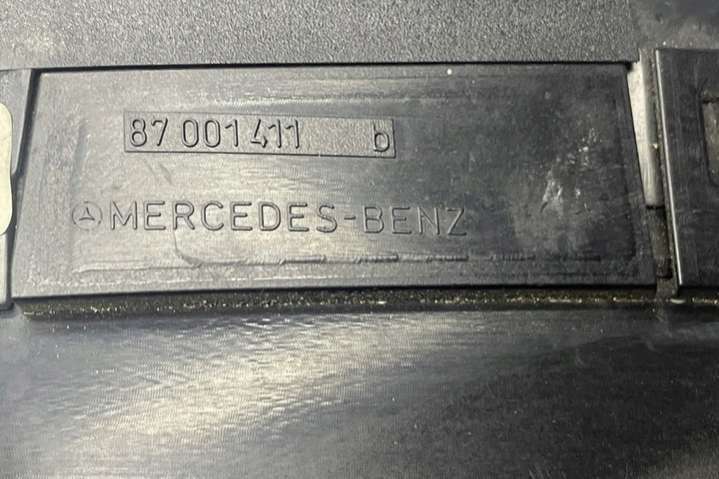 87 001411 b
MERCEDES-BENZ